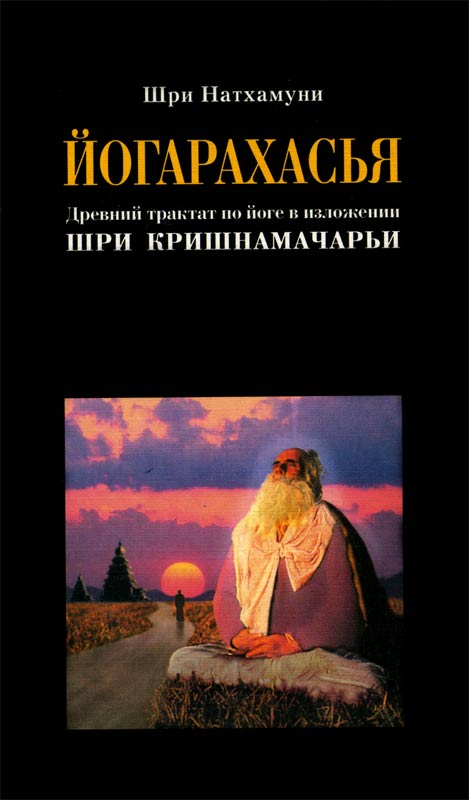 Шри Натхамуни
ЙОГАРАХАСЬЯ
Древний трактат по йоге в изложении
ШРИ КРИШНАМАЧАРЬИ